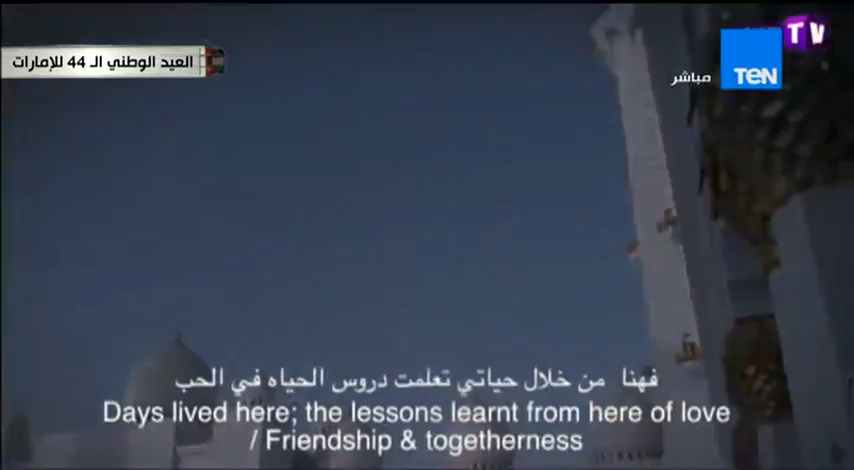 TV
TEN
مباشر
العيد الوطني الـ 44 للإمارات
فهنا من خلال حياتي تعلمت دروس الحياه في الحب
Days lived here; the lessons learnt from here of love
/ Friendship & togetherness